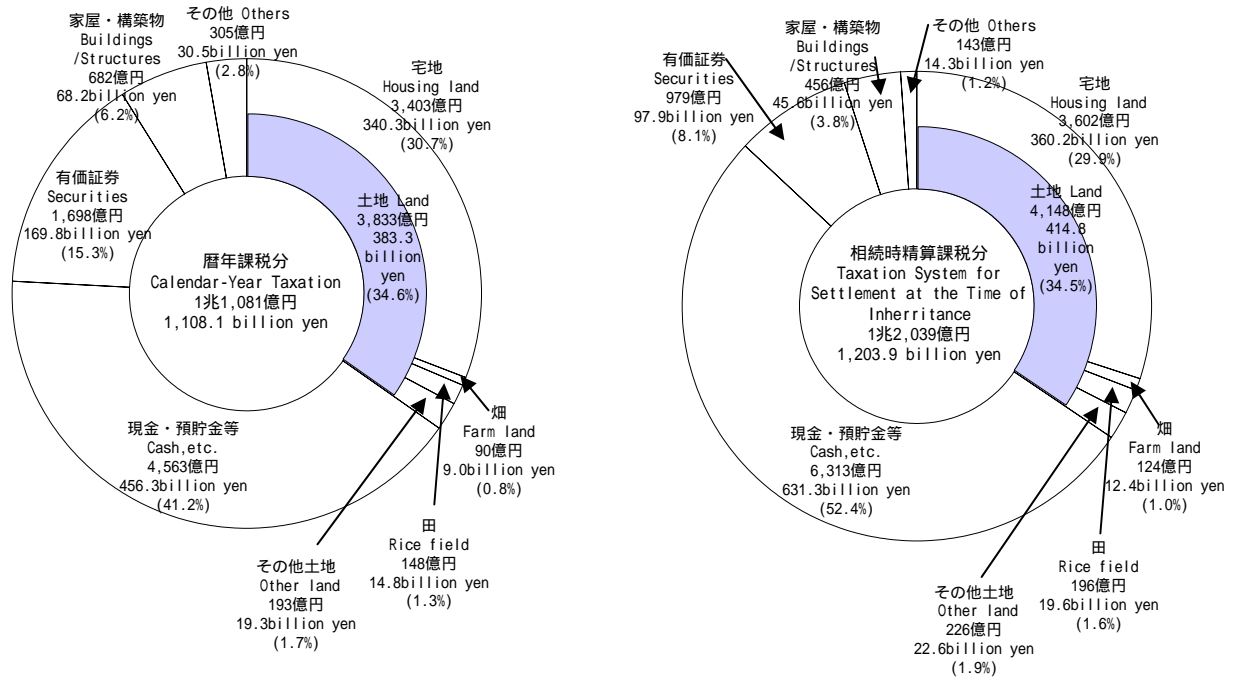 家屋・構築物
Buildings
/Structures
682億円
68.2billion yen
(6.2%)
その他 Others
305億円
30.5billion yen
(2.8%)
宅地
Housing land
3,403億円
340.3billion yen
(30.7%)
有価証券
Securities
1,698億円
169.8billion yen
(15.3%)
土地 Land
3,833億円
383.3
billion
yen
(34.6%)
暦年課税分
Calendar-Year Taxation
1兆1,081億円
1,108.1 billion yen
現金・預貯金等
Cash,etc.
4,563億円
456.3billion yen
(41.2%)
畑
Farm land
90億円
9.0billion yen
(0.8%)
田
Rice field
148億円
14.8billion yen
(1.3%)
その他土地
Other land
193億円
19.3billion yen
(1.7%)
有価証券
Securities
979億円
97.9billion yen
(8.1%)
家屋・構築物
Buildings
/Structures
456億円
45.6billion yen
(3.8%)
その他 Others
143億円
14.3billion yen
(1.2%)
宅地
Housing land
3,602億円
360.2billion yen
(29.9%)
土地 Land
4,148億円
414.8
billion
yen
(34.5%)
相続時精算課税分
Taxation System for
Settlement at the Time of
Inherritance
1兆2,039億円
1,203.9 billion yen
現金・預貯金等
Cash,etc.
6,313億円
631.3billion yen
(52.4%)
畑
Farm land
124億円
12.4billion yen
(1.0%)
田
Rice field
196億円
19.6billion yen
(1.6%)
その他土地
Other land
226億円
22.6billion yen
(1.9%)